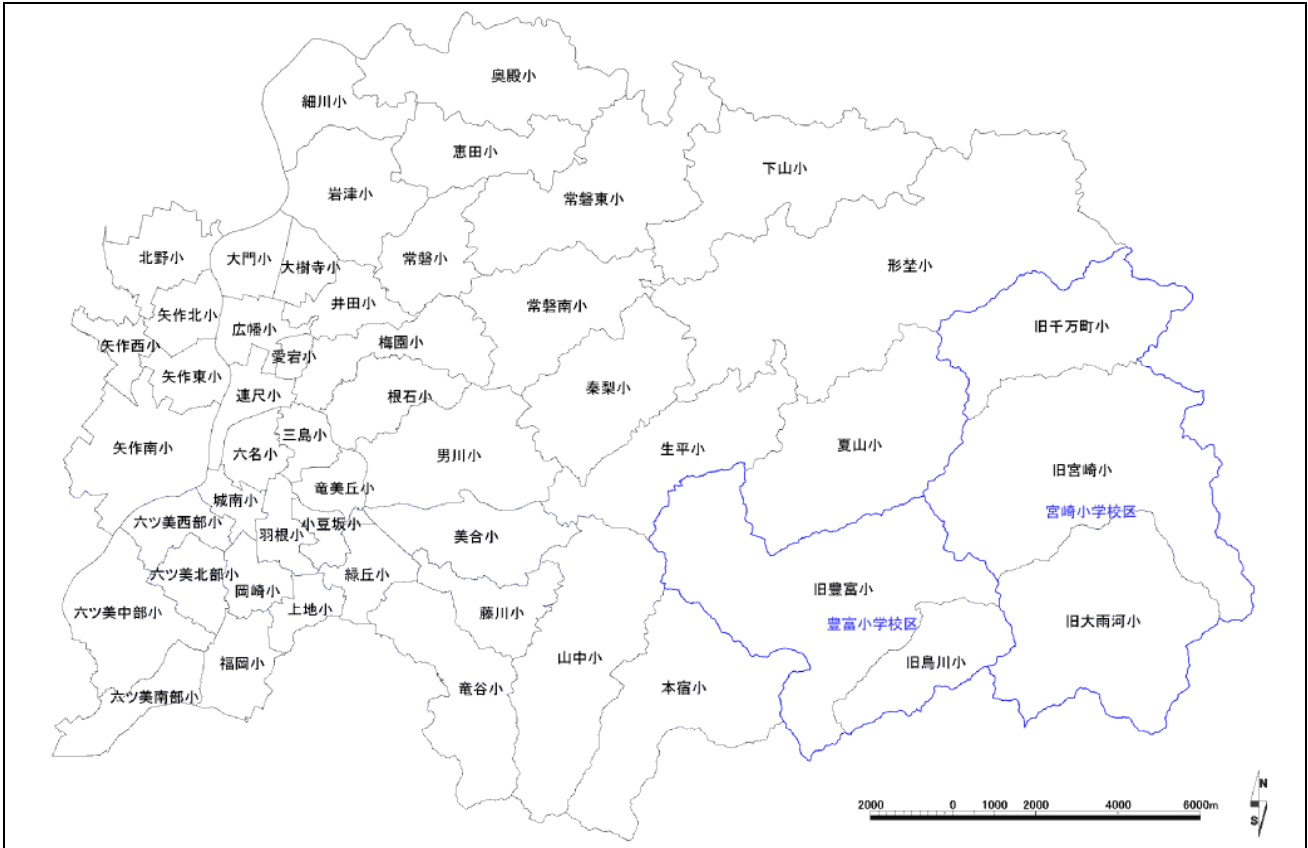 奥殿小
細川小
恵田小
下山小
岩津小
常磐東小
北野小
大門小
大樹寺小
常磐小
形埜小
矢作北小
井田小
常磐南小
広幡小
旧千万町小
矢作西小
愛宕小
梅園小
矢作東小
連尺小
根石小
秦梨小
矢作南小
六名小
三島小
男川小
生平小
夏山小
旧宮崎小
竜美丘小
城南小
宮崎小学校区
六ツ美西部小
羽根小
小豆坂小
美合小
六ツ美北部小
岡崎小
緑丘小
旧豊富小
六ツ美中部小
上地小
藤川小
豊富小学校区
旧大雨河小
福岡小
山中小
旧鳥川小
六ツ美南部小
竜谷小
本宿小
2000 0 1000 2000 4000 6000m
N
S